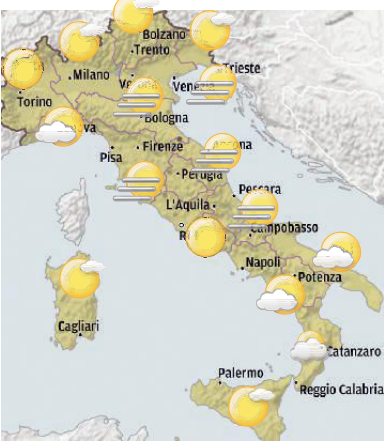 Bolzano
Trento
Trieste
Milano
Venezia
Torino
Bologna
Firenze
Pisa
Perugia
Pescara
L'Aquila
Campobasso
Napoli
Potenza
Cagliari
Catanzaro
Palermo
Reggio Calabria